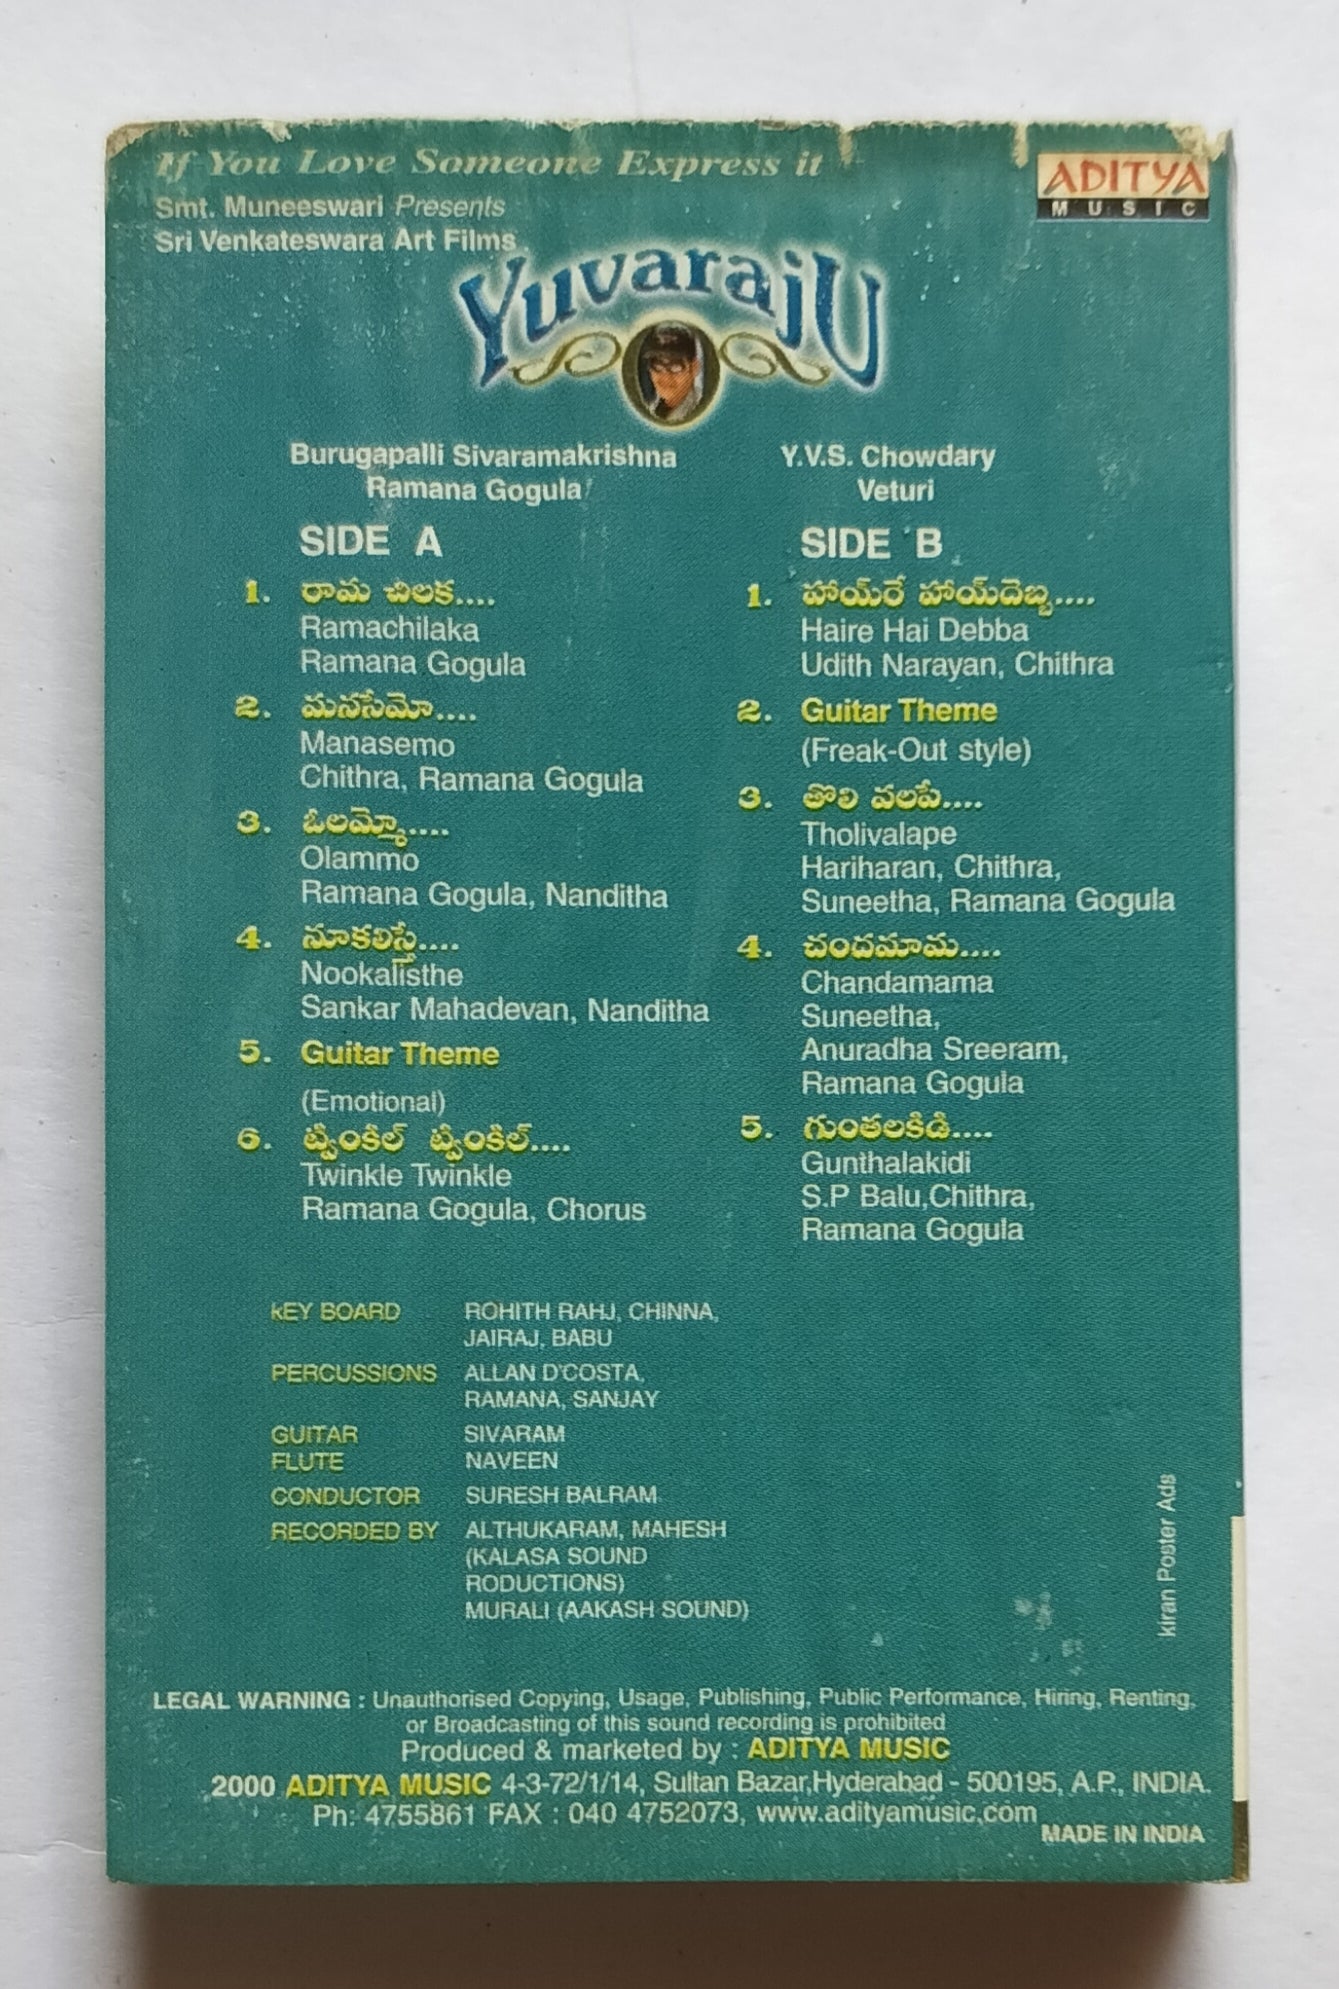 If You Love Someone Express it
ADITYA
MUSIC
Smt. Muneeswari Presents
Sri Venkateswara Art Films
YuvarajU
Burugapalli Sivaramakrishna
Ramana Gogula
Y.V.S. Chowdary
Veturi
SIDE A
1. రామ చిలక....
Ramachilaka
Ramana Gogula
2. మనసేమో....
Manasemo
Chithra, Ramana Gogula
3. ఓలమ్మో....
Olammo
Ramana Gogula, Nanditha
4. నూకలిస్తే....
Nookalisthe
Sankar Mahadevan, Nanditha
5. Guitar Theme
(Emotional)
6. ట్వింకిల్ ట్వింకిల్....
Twinkle Twinkle
Ramana Gogula, Chorus
SIDE B
1. హాయ్‌రే హాయ్‌దెబ్బ....
Haire Hai Debba
Udith Narayan, Chithra
2. Guitar Theme
(Freak-Out style)
3. తొలి వలపే....
Tholivalape
Hariharan, Chithra,
Suneetha, Ramana Gogula
4. చందమామ....
Chandamama
Suneetha,
Anuradha Sreeram,
Ramana Gogula
5. గుంతలకిడి....
Gunthalakidi
S.P Balu,Chithra,
Ramana Gogula
kEY BOARD ROHITH RAHJ, CHINNA,
JAIRAJ, BABU
PERCUSSIONS ALLAN D'COSTA,
RAMANA, SANJAY
GUITAR SIVARAM
FLUTE NAVEEN
CONDUCTOR SURESH BALRAM
RECORDED BY ALTHUKARAM, MAHESH
(KALASA SOUND
RODUCTIONS)
MURALI (AAKASH SOUND)
kiran Poster Ads
LEGAL WARNING : Unauthorised Copying, Usage, Publishing, Public Performance, Hiring, Renting,
or Broadcasting of this sound recording is prohibited
Produced & marketed by : ADITYA MUSIC
2000 ADITYA MUSIC 4-3-72/1/14, Sultan Bazar,Hyderabad - 500195, A.P., INDIA.
Ph: 4755861 FAX : 040 4752073, www.adityamusic.com
MADE IN INDIA